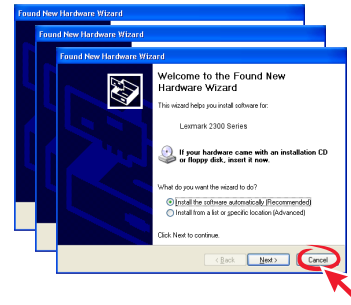 Found New Hardware Wizard
Found New Hardware Wizard
Found New Hardware Wizard
Welcome to the Found New
Hardware Wizard
This wizard helps you install software for:
Lexmark 2300 Series
If your hardware came with an installation CD
or floppy disk, insert it now.
What do you want the wizard to do?
Install the software automatically (Recommended)
Install from a list or specific location (Advanced)
Click Next to continue.
< Back Next > Cancel